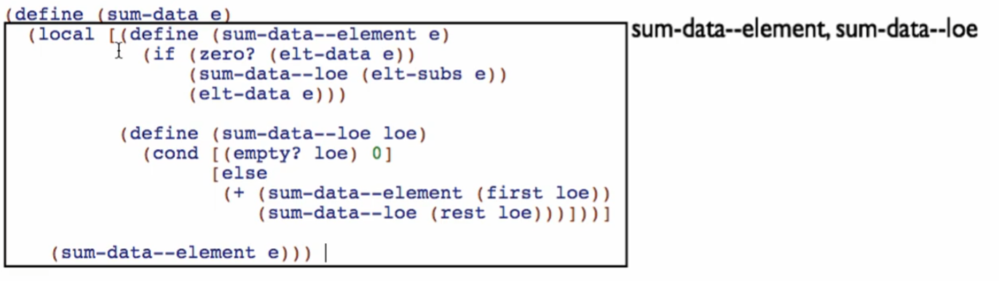 (define (sum-data e)
(local [(define (sum-data--element e)
(if (zero? (elt-data e))
(sum-data--loe (elt-subs e))
(elt-data e)))
(define (sum-data--loe loe)
(cond [(empty? loe) 0]
[else
(+ (sum-data--element (first loe))
(sum-data--loe (rest loe)))]))]
(sum-data--element e)))
sum-data--element, sum-data--loe